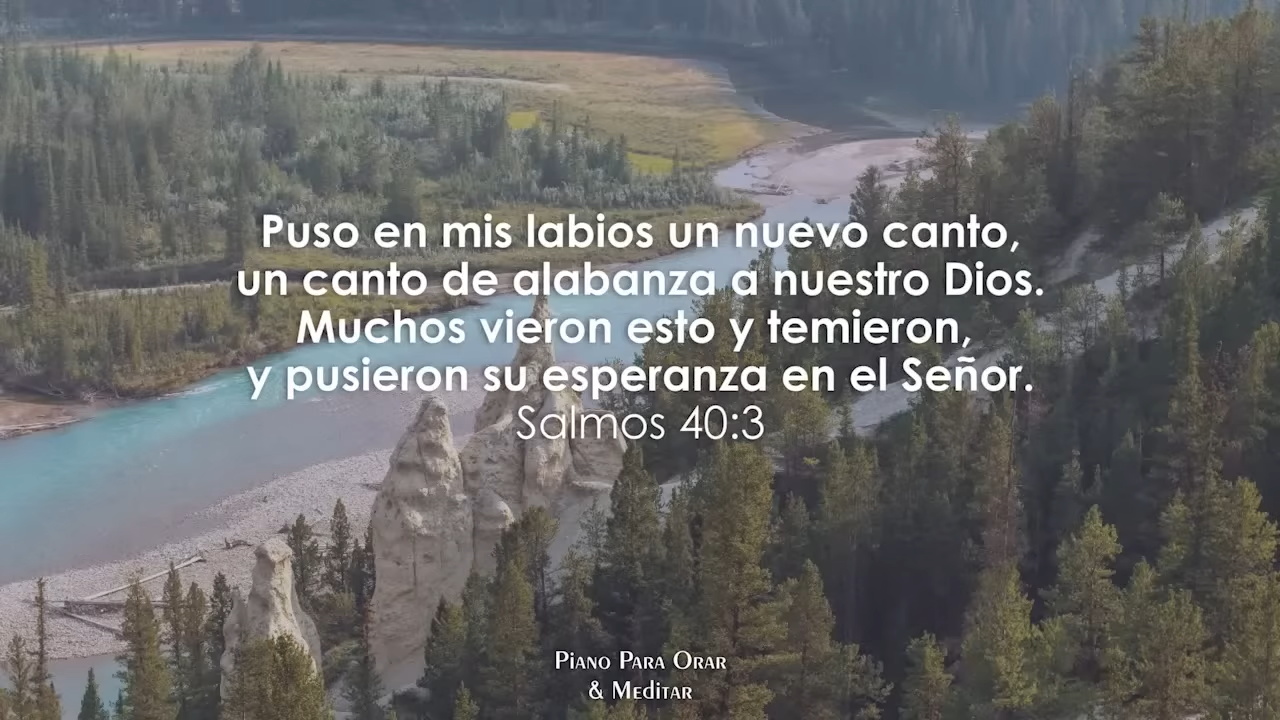 Puso en mis labios un nuevo canto,
un canto de alabanza a nuestro Dios.
Muchos vieron esto y temieron,
y pusieron su esperanza en el Señor.
Salmos 40:3
Piano Para Orar
& Meditar